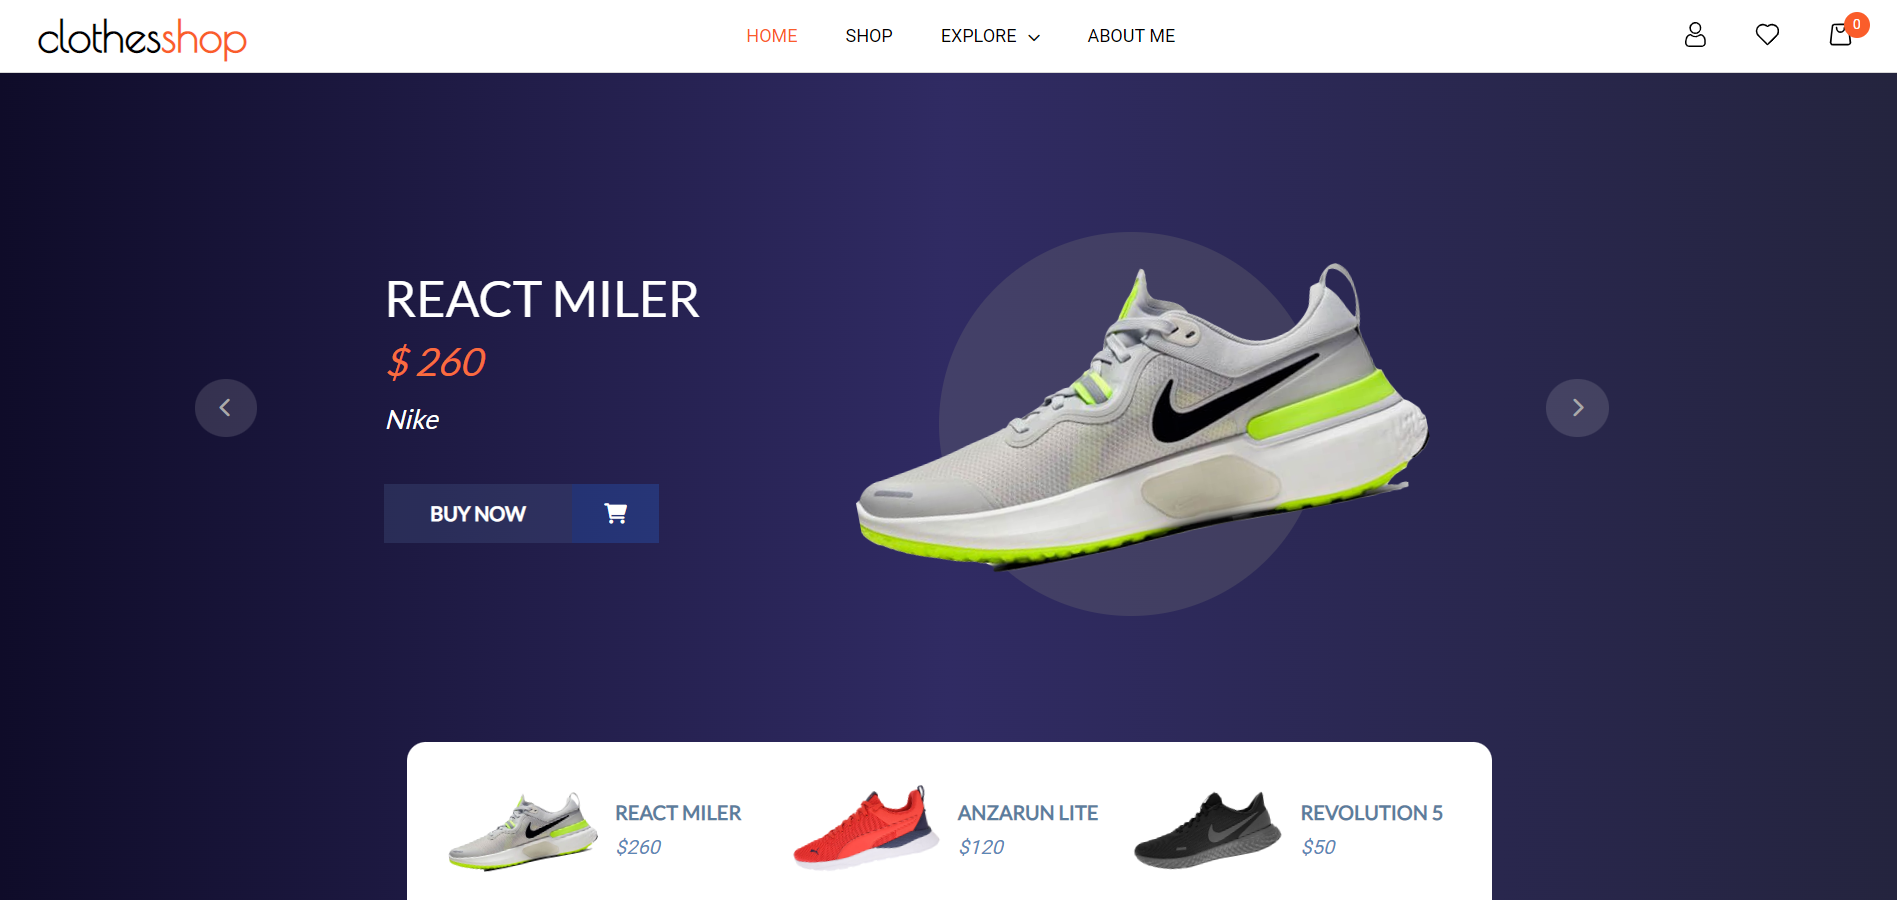 clothesshop
HOME
SHOP
EXPLORE
ABOUT ME
0
REACT MILER
$ 260
Nike
BUY NOW
REACT MILER
$260
ANZARUN LITE
$120
REVOLUTION 5
$50